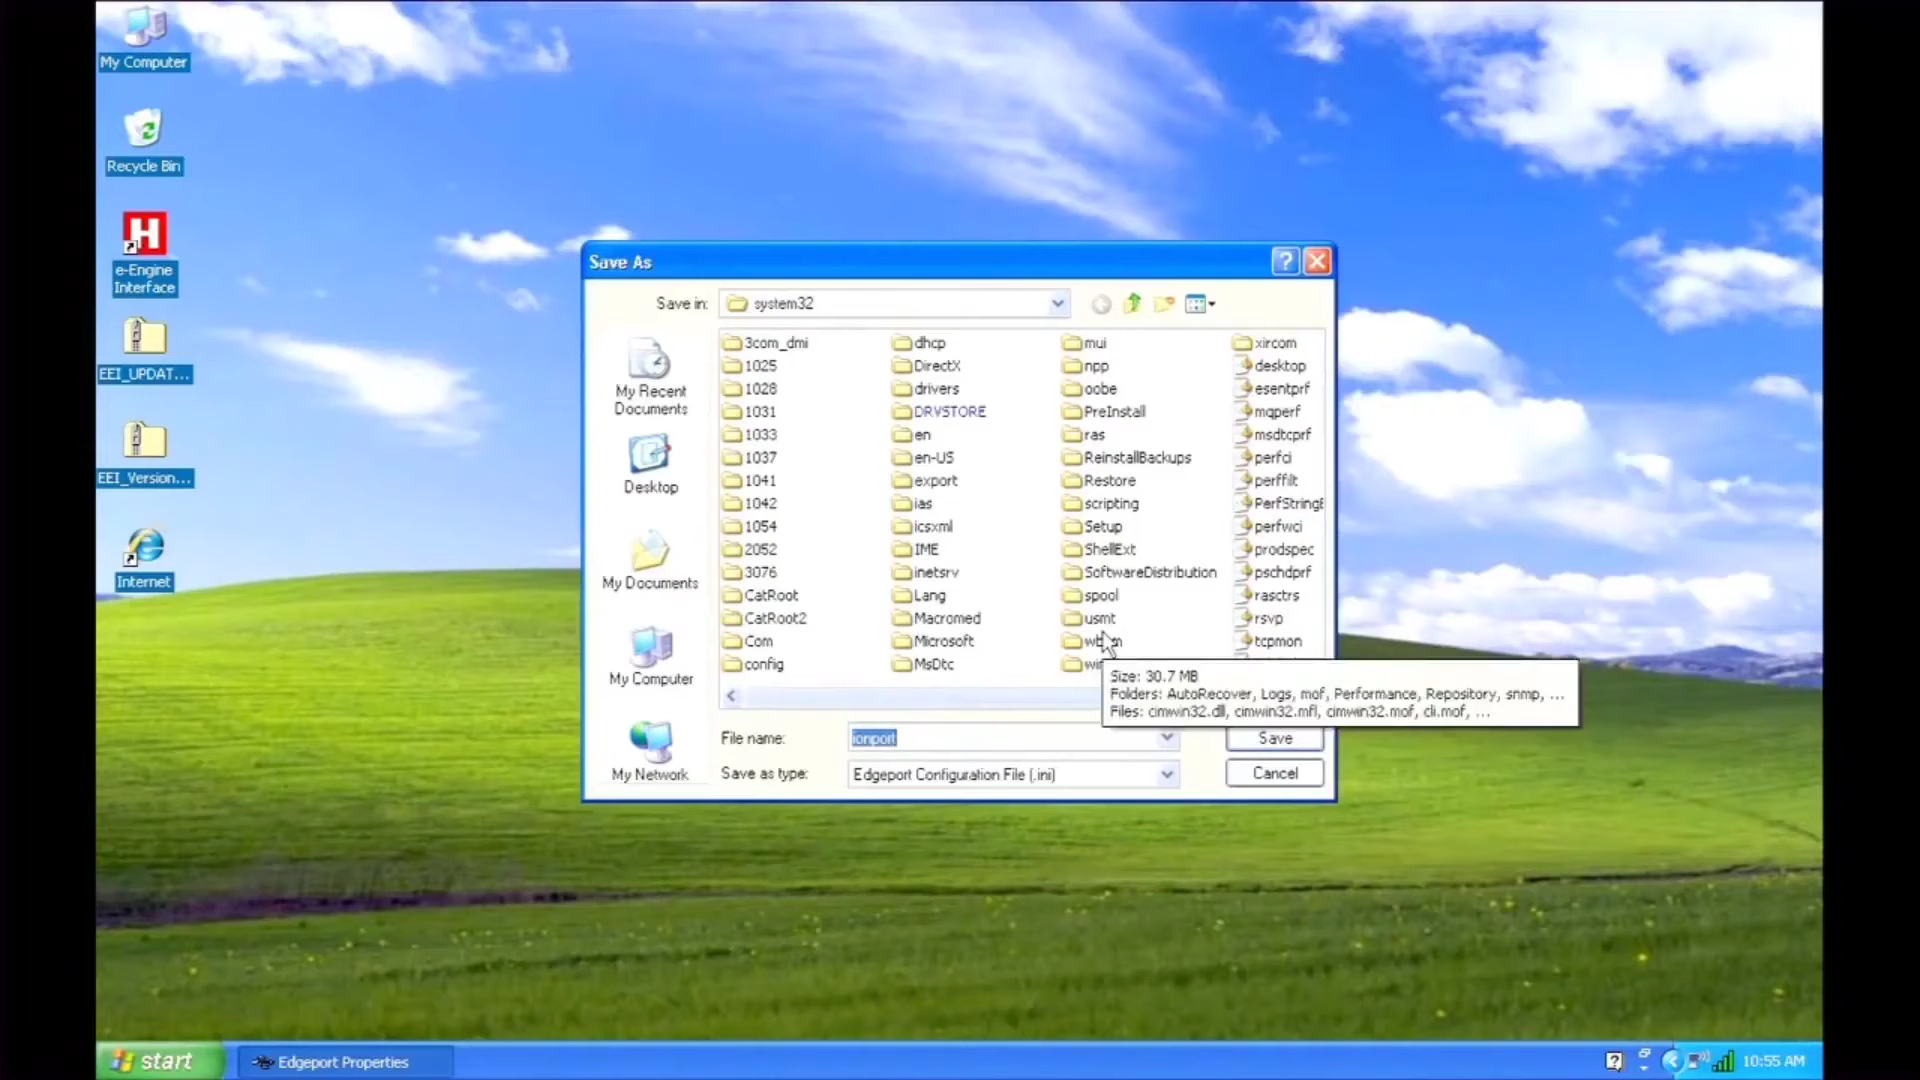 My Computer
Recycle Bin
e-Engine
Interface
EEI_UPDAT...
EEI_Version...
Internet
Save As
Save in:
system32
My Recent
Documents
Desktop
My Documents
My Computer
My Network
3com_dmi
1025
1028
1031
1033
1037
1041
1042
1054
2052
3076
CatRoot
CatRoot2
Com
config
dhcp
DirectX
drivers
DRVSTORE
en
en-US
export
ias
icsxml
IME
inetsrv
Lang
Macromed
Microsoft
MsDtc
mui
npp
oobe
PreInstall
ras
ReinstallBackups
Restore
scripting
Setup
ShellExt
SoftwareDistribution
spool
usmt
xircom
desktop
esentprf
mqperf
msdtcprf
perfci
perffilt
perfwci
prodspec
pschdprf
rasctrs
rsvp
tcpmon
Size: 30.7 MB
Folders: AutoRecover, Logs, mof, Performance, Repository, snmp, ...
Files: cimwin32.dll, cimwin32.mfl, cimwin32.mof, cli.mof, ...
File name:
ionport
Save
Save as type:
Edgeport Configuration File (.ini)
Cancel
start
Edgeport Properties
10:55 AM